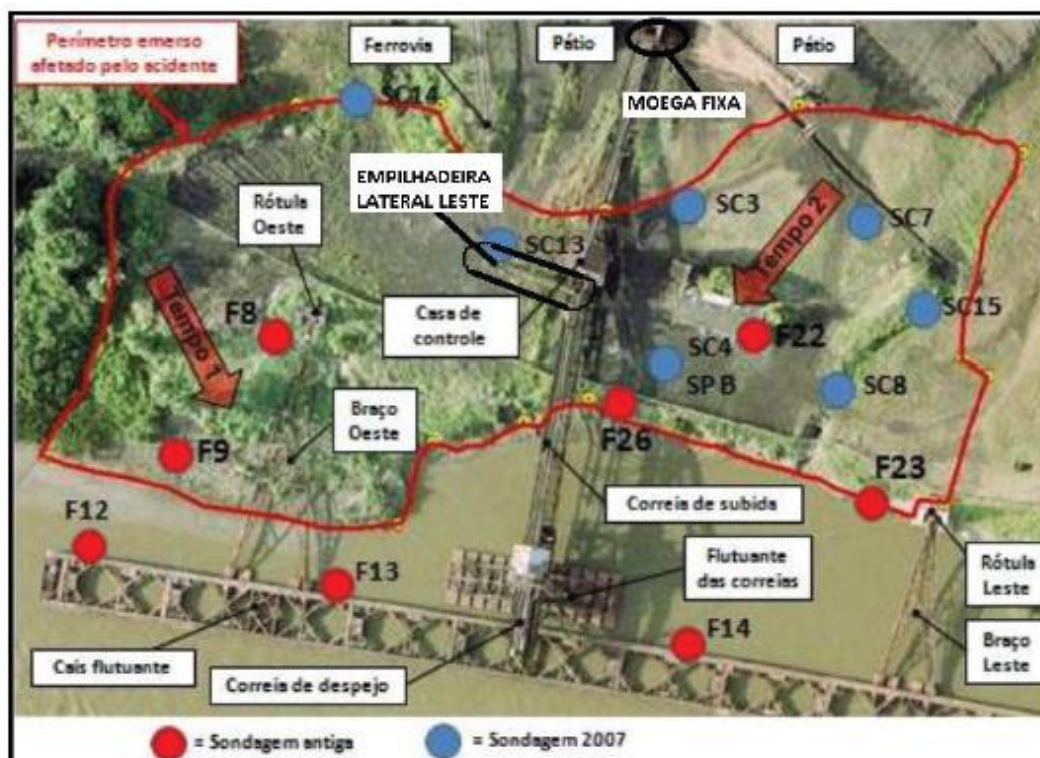 Perímetro emerso
afetado pelo acidente
Ferrovia
Pátio
Pátio
MOEGA FIXA
SC14
EMPILHADEIRA
LATERAL LESTE
Rótula
Oeste
SC13
SC3
SC7
Tempo 2
Tempo 1
F8
Casa de
controle
SC15
F22
SC4
SP B
SC8
Braço
Oeste
F9
F26
F23
Correia de subida
F12
F13
Flutuante
das correias
Rótula
Leste
F14
Cais flutuante
Correia de despejo
Braço
Leste
= Sondagem antiga
= Sondagem 2007